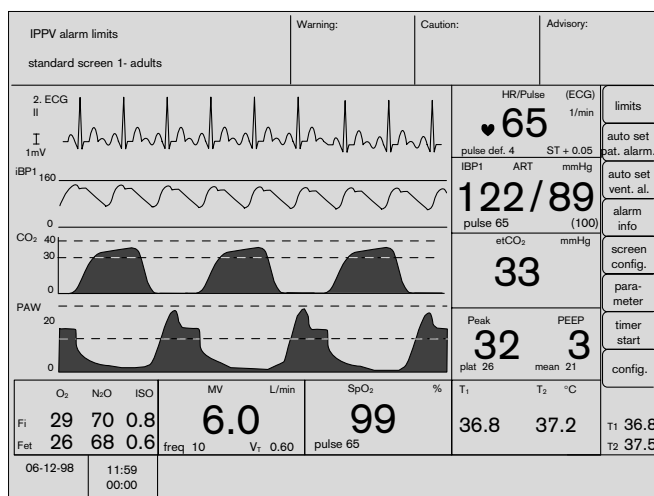 IPPV alarm limits
standard screen 1- adults
Warning:
Caution:
Advisory:
2. ECG
II
1mV
HR/Pulse (ECG)
65 1/min
pulse def. 4 ST + 0.05
iBP1
160
0
IBP1 ART mmHg
122/89
pulse 65 (100)
CO₂
40
30
0
etCO₂ mmHg
33
PAW
20
0
Peak PEEP
32 3
plat 26 mean 21
limits
auto set
pat. alarm.
auto set
vent. al.
alarm
info
screen
config.
para-
meter
timer
start
config.
O₂ N₂O ISO
Fi 29 70 0.8
Fet 26 68 0.6
MV L/min
6.0
freq 10 V_T 0.60
SpO₂ %
99
pulse 65
T₁ T₂ °C
36.8 37.2
T1 36.8
T2 37.5
06-12-98
11:59
00:00